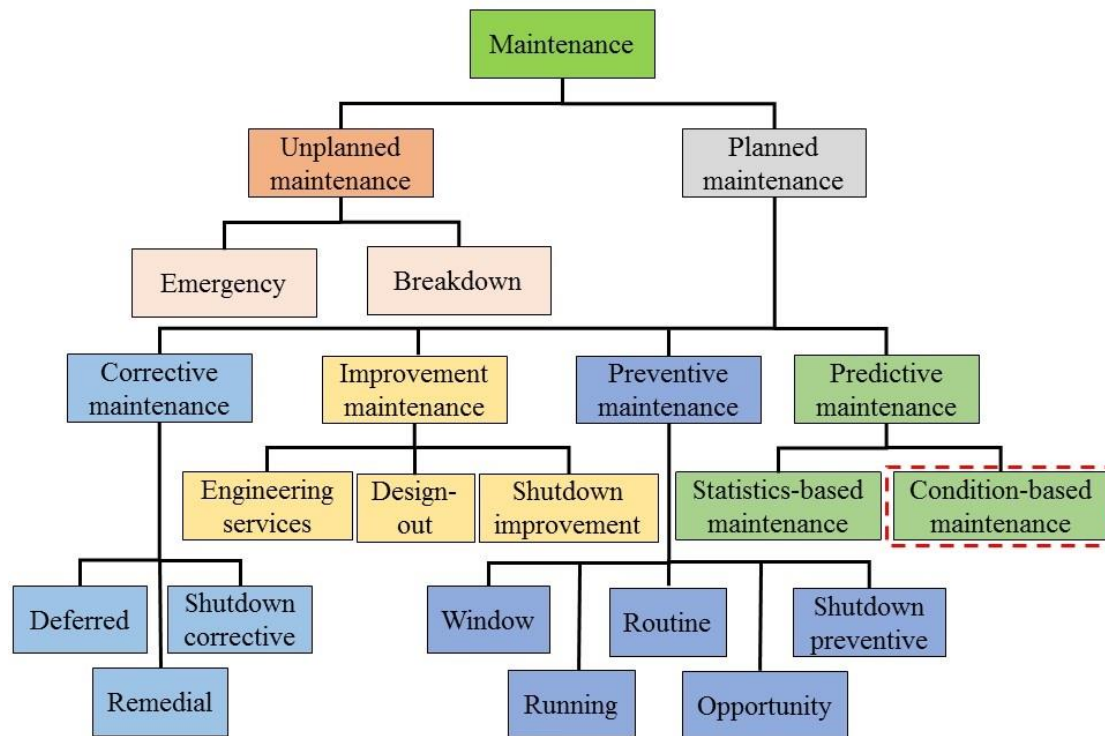 Maintenance
Unplanned
maintenance
Planned
maintenance
Emergency
Breakdown
Corrective
maintenance
Improvement
maintenance
Preventive
maintenance
Predictive
maintenance
Engineering
services
Design-
out
Shutdown
improvement
Statistics-based
maintenance
Condition-based
maintenance
Deferred
Shutdown
corrective
Remedial
Window
Running
Routine
Opportunity
Shutdown
preventive